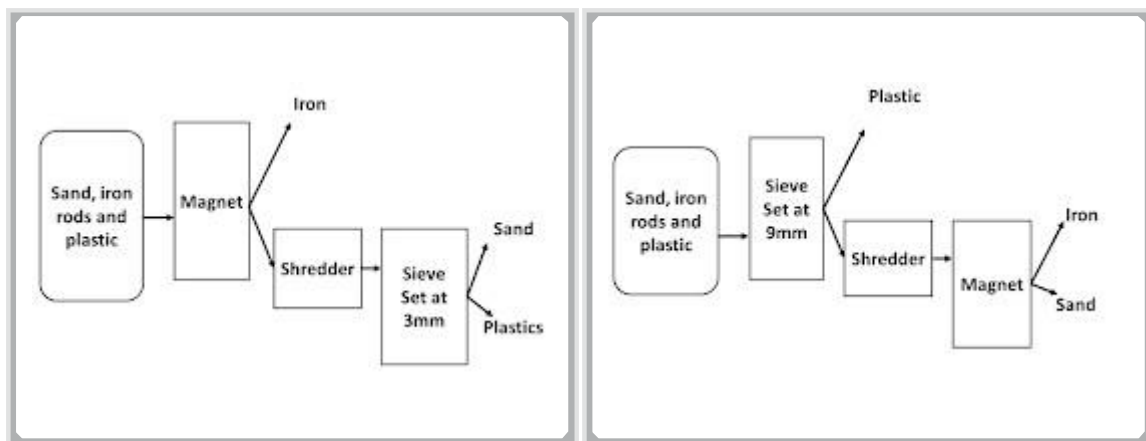 Iron
Sand, iron
rods and
plastic
Magnet
Shredder
Sieve
Set at
3mm
Sand
Plastics
Plastic
Sand, iron
rods and
plastic
Sieve
Set at
9mm
Shredder
Magnet
Iron
Sand